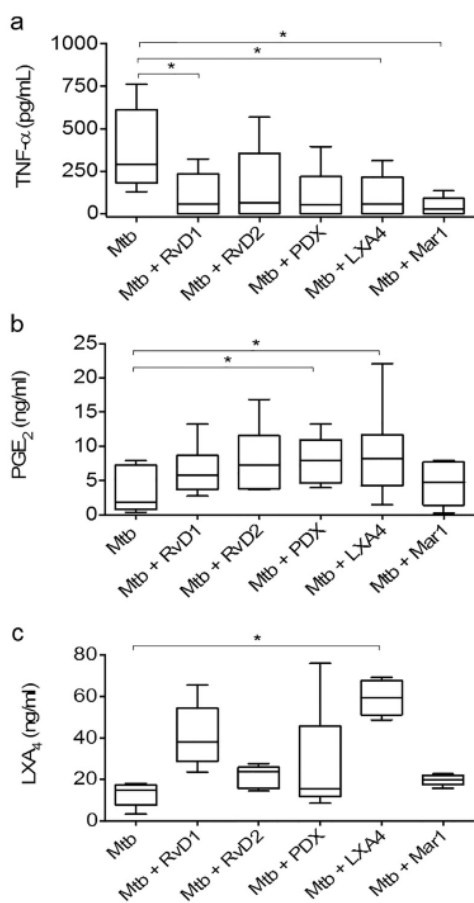 a
*
*
*
1000
750
500
250
0
TNF-α (pg/mL)
Mtb
Mtb + RvD1
Mtb + RvD2
Mtb + PDX
Mtb + LXA4
Mtb + Mar1
b
*
*
25
20
15
10
5
0
PGE₂ (ng/ml)
Mtb
Mtb + RvD1
Mtb + RvD2
Mtb + PDX
Mtb + LXA4
Mtb + Mar1
c
*
80
60
40
20
0
LXA₄ (ng/ml)
Mtb
Mtb + RvD1
Mtb + RvD2
Mtb + PDX
Mtb + LXA4
Mtb + Mar1